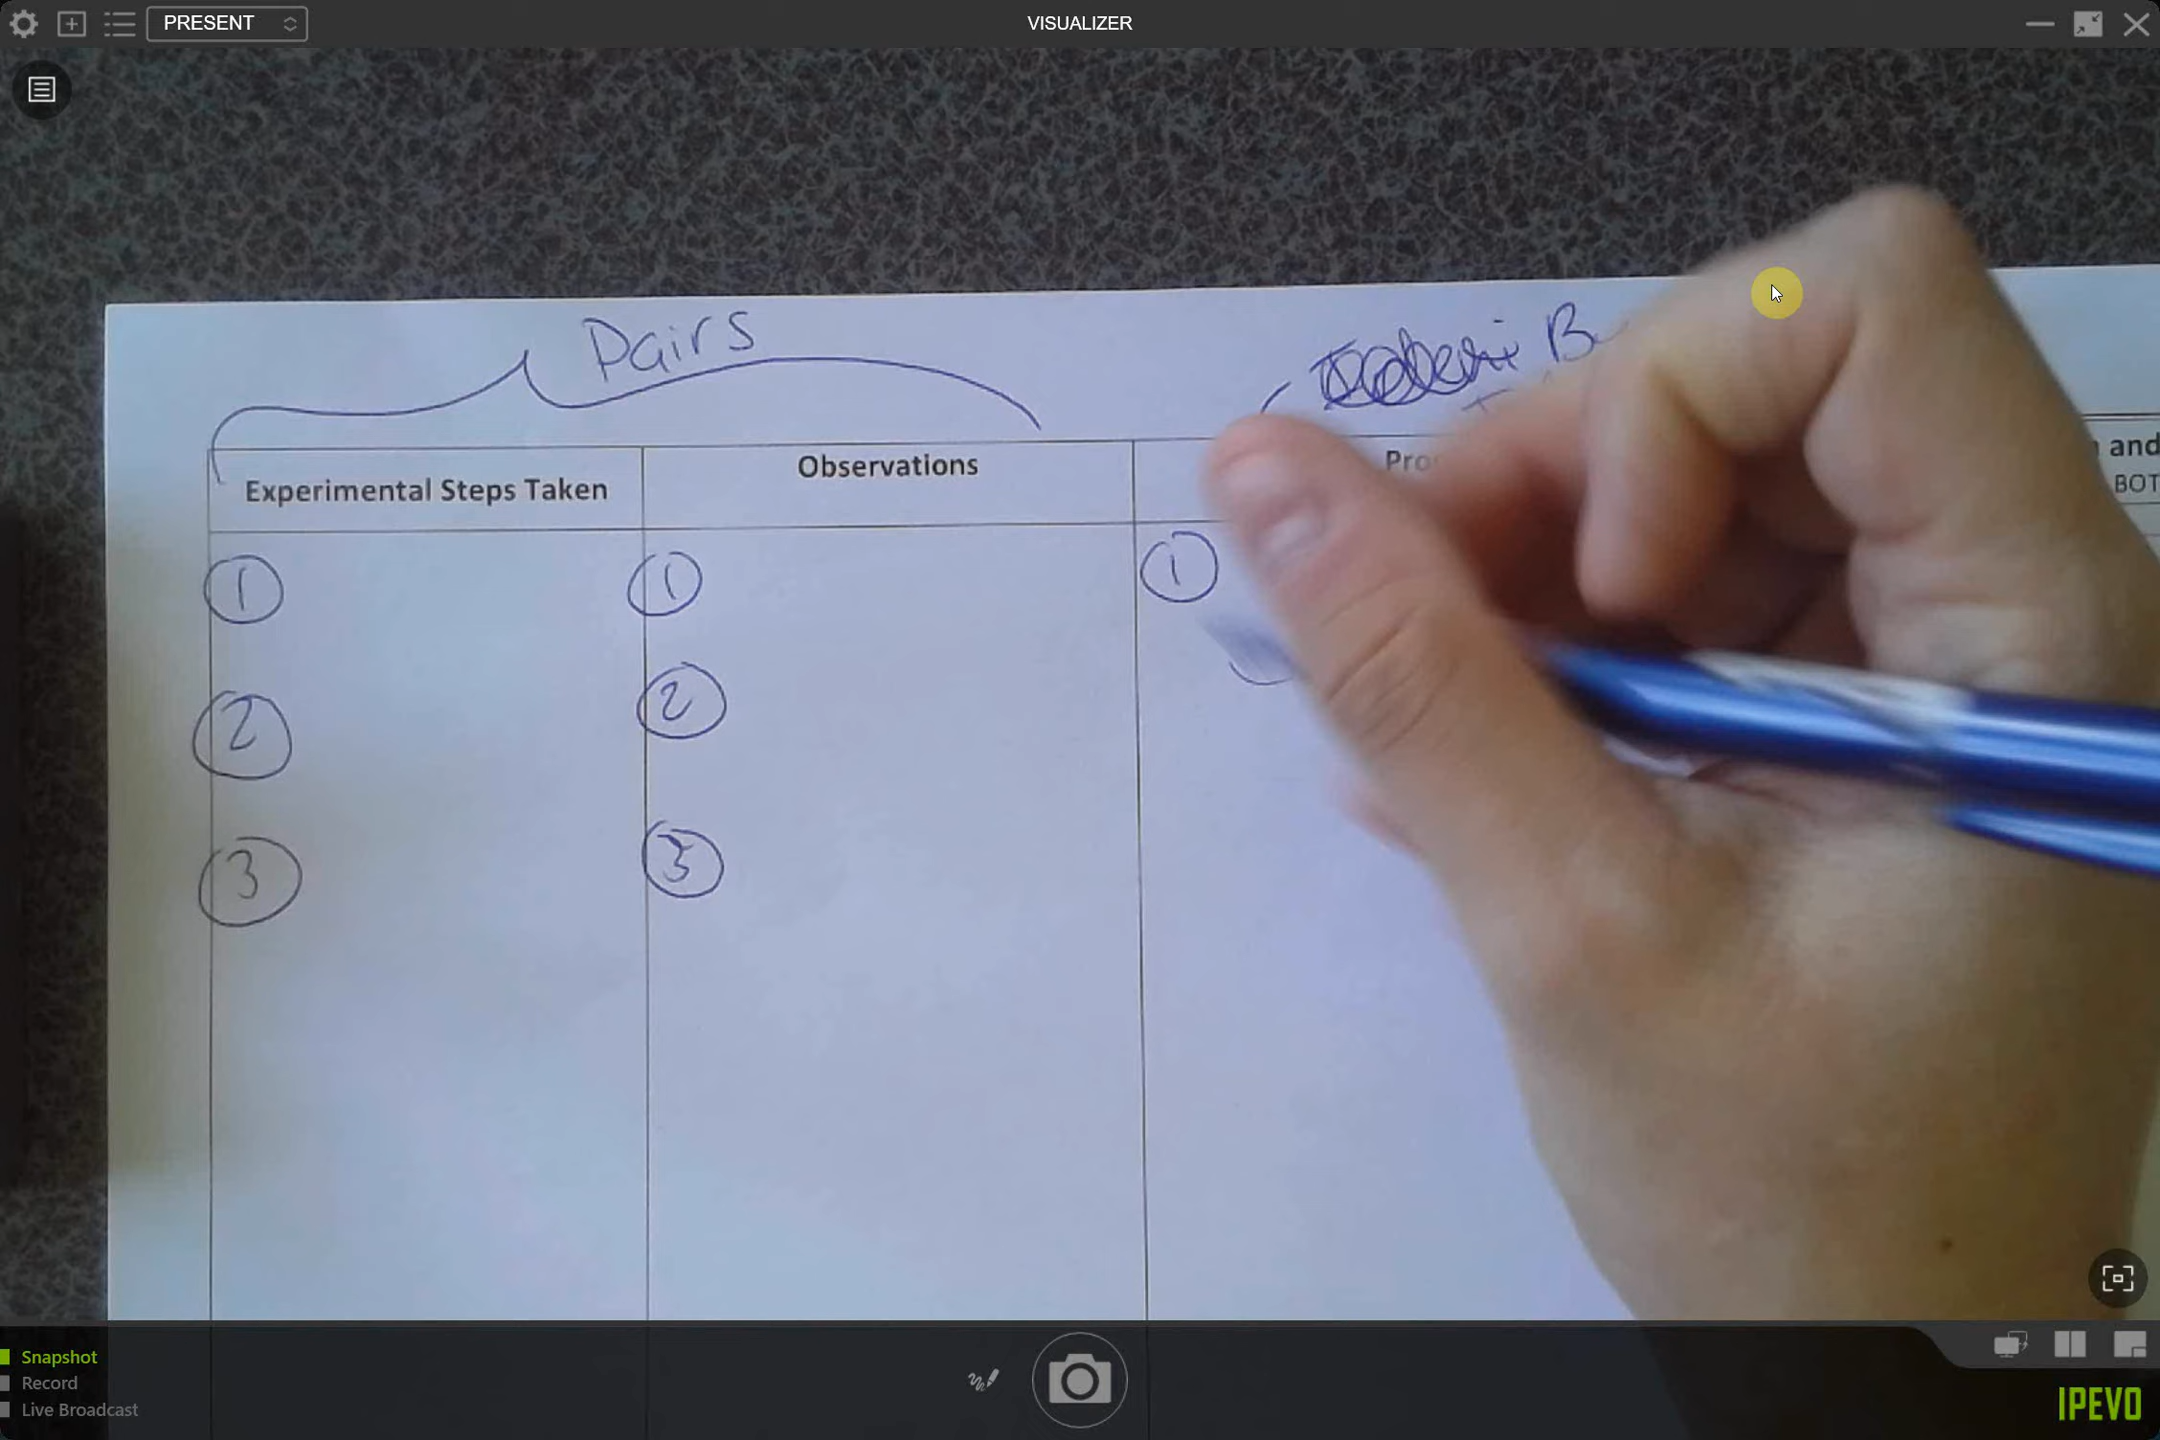 PRESENT
VISUALIZER
Pairs
B
Experimental Steps Taken
Observations
and
BOT
1
1
1
2
2
3
3
Snapshot
Record
Live Broadcast
IPEVO